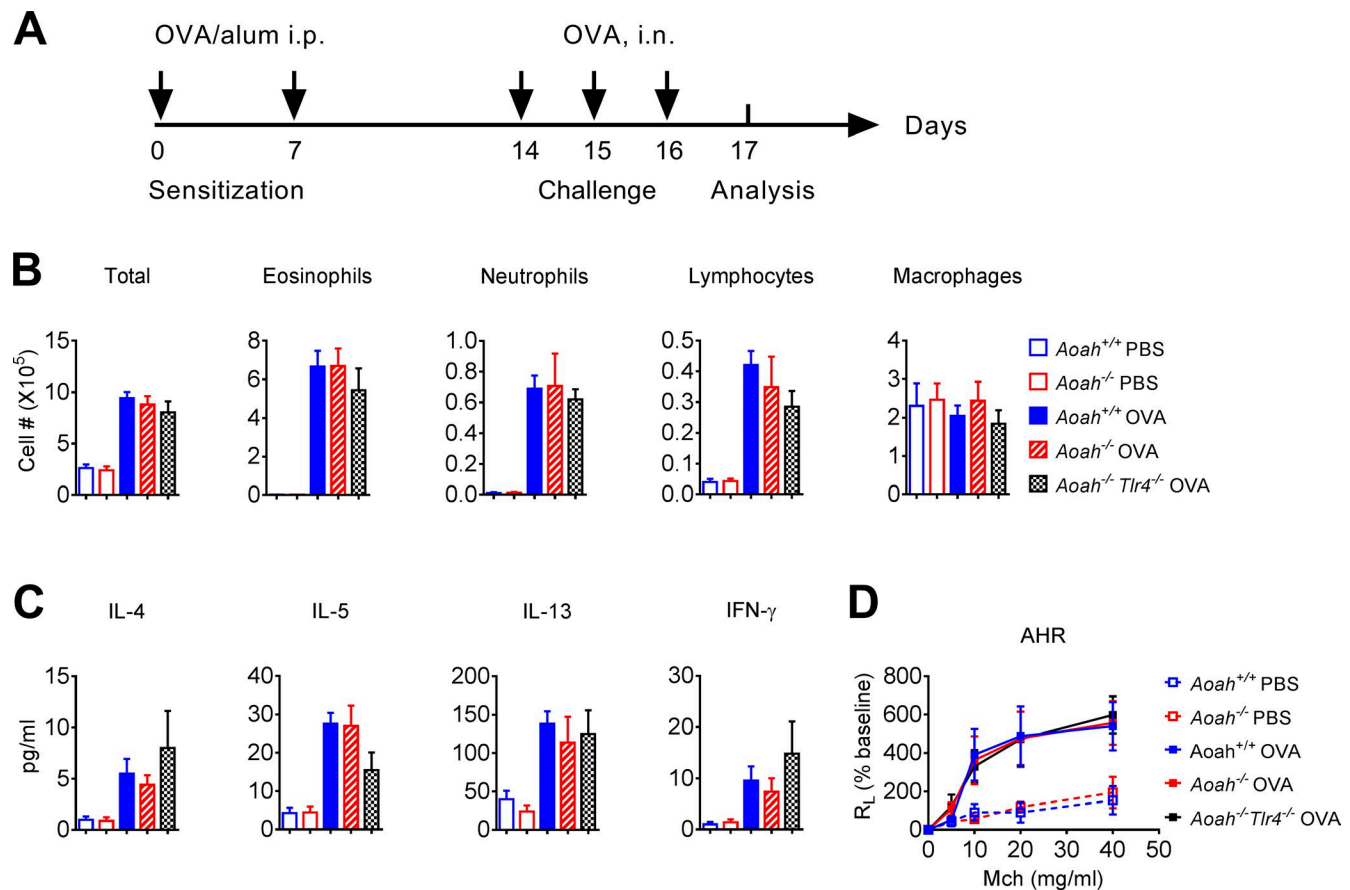 A
OVA/alum i.p. OVA, i.n.
Days
0 7 14 15 16 17
Sensitization Challenge Analysis
B
Total Eosinophils Neutrophils Lymphocytes Macrophages
Cell # (X10⁵)
15
10
5
0
8
6
4
2
0
1.0
0.8
0.6
0.4
0.2
0.0
0.5
0.4
0.3
0.2
0.1
0.0
4
3
2
1
0
Aoah+/+ PBS
Aoah-/- PBS
Aoah+/+ OVA
Aoah-/- OVA
Aoah-/- Tlr4-/- OVA
C
IL-4 IL-5 IL-13 IFN-γ
pg/ml
15
10
5
0
40
30
20
10
0
200
150
100
50
0
30
20
10
0
D
AHR
RL (% baseline)
800
600
400
200
0
0 10 20 30 40 50
Mch (mg/ml)
Aoah+/+ PBS
Aoah-/- PBS
Aoah+/+ OVA
Aoah-/- OVA
Aoah-/-Tlr4-/- OVA